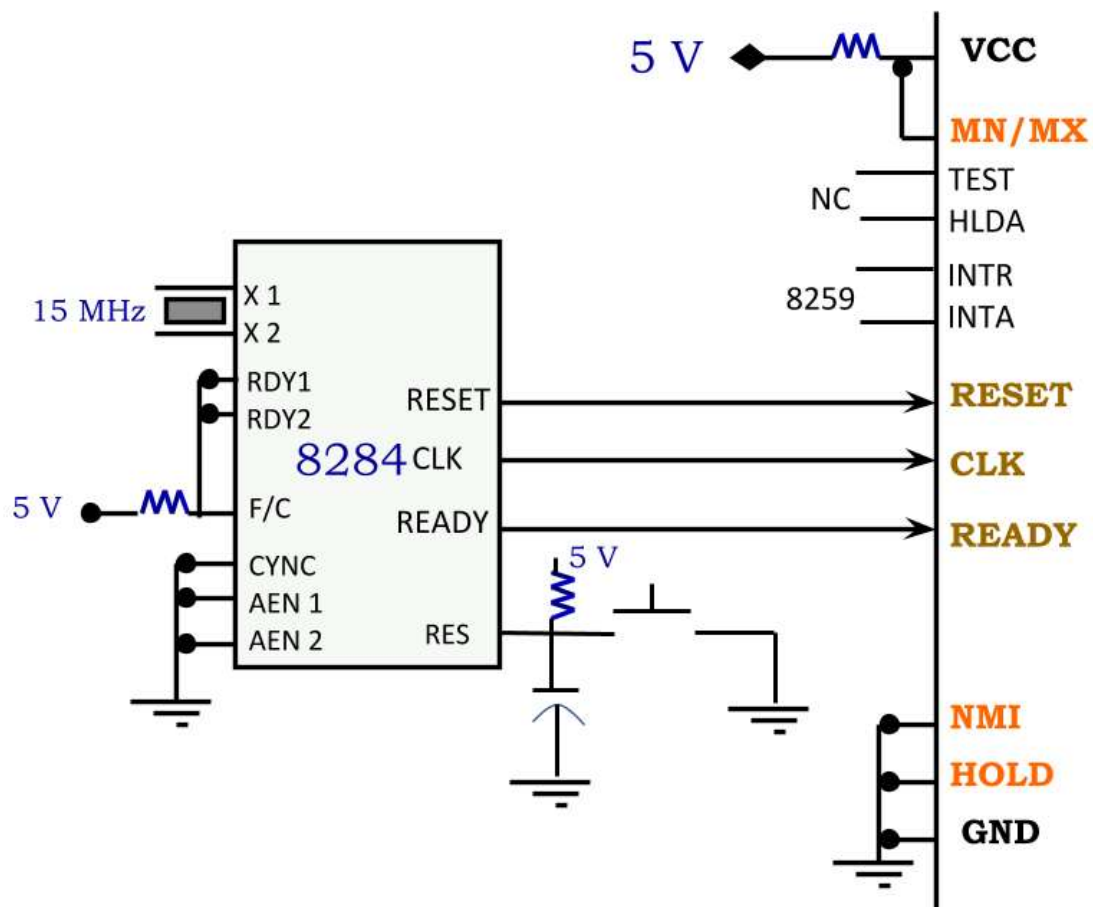 5 V
VCC
MN/MX
TEST
NC
HLDA
INTR
8259
INTA
15 MHz
X 1
X 2
RDY1
RDY2
RESET
RESET
8284 CLK
CLK
5 V
F/C
READY
READY
CYNC
5 V
AEN 1
AEN 2
RES
NMI
HOLD
GND